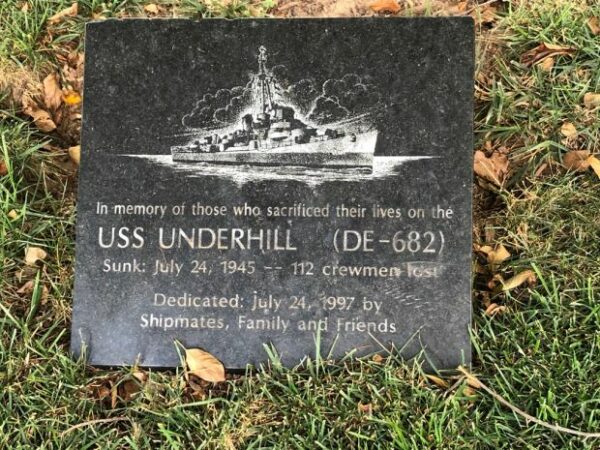 In memory of those who sacrificed their lives on the
USS UNDERHILL (DE-682)
Sunk: July 24, 1945 -- 112 crewmen lost
Dedicated: July 24, 1997 by
Shipmates, Family and Friends